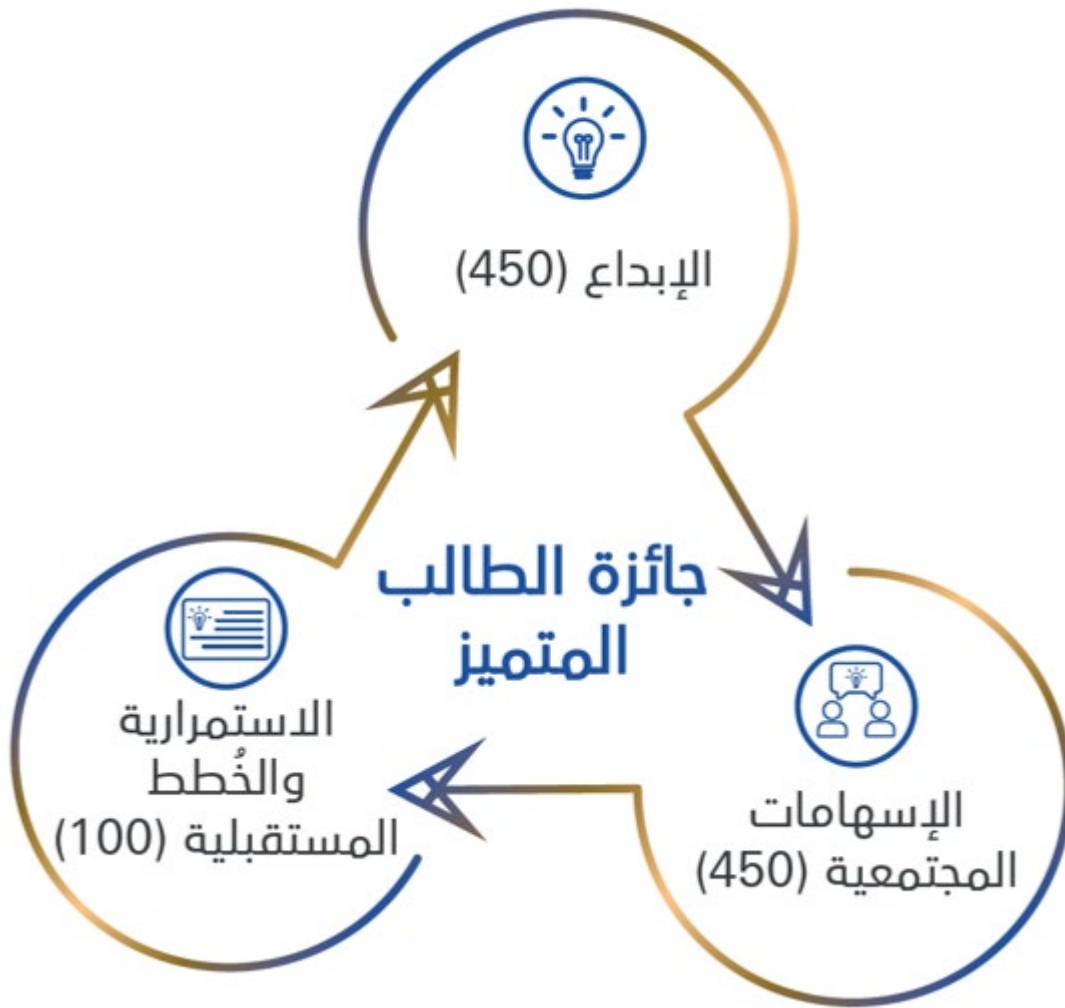 الإبداع (450)
جائزة الطالب
المتميز
الإسهامات
المجتمعية (450)
الاستمرارية
والخُطط
المستقبلية (100)